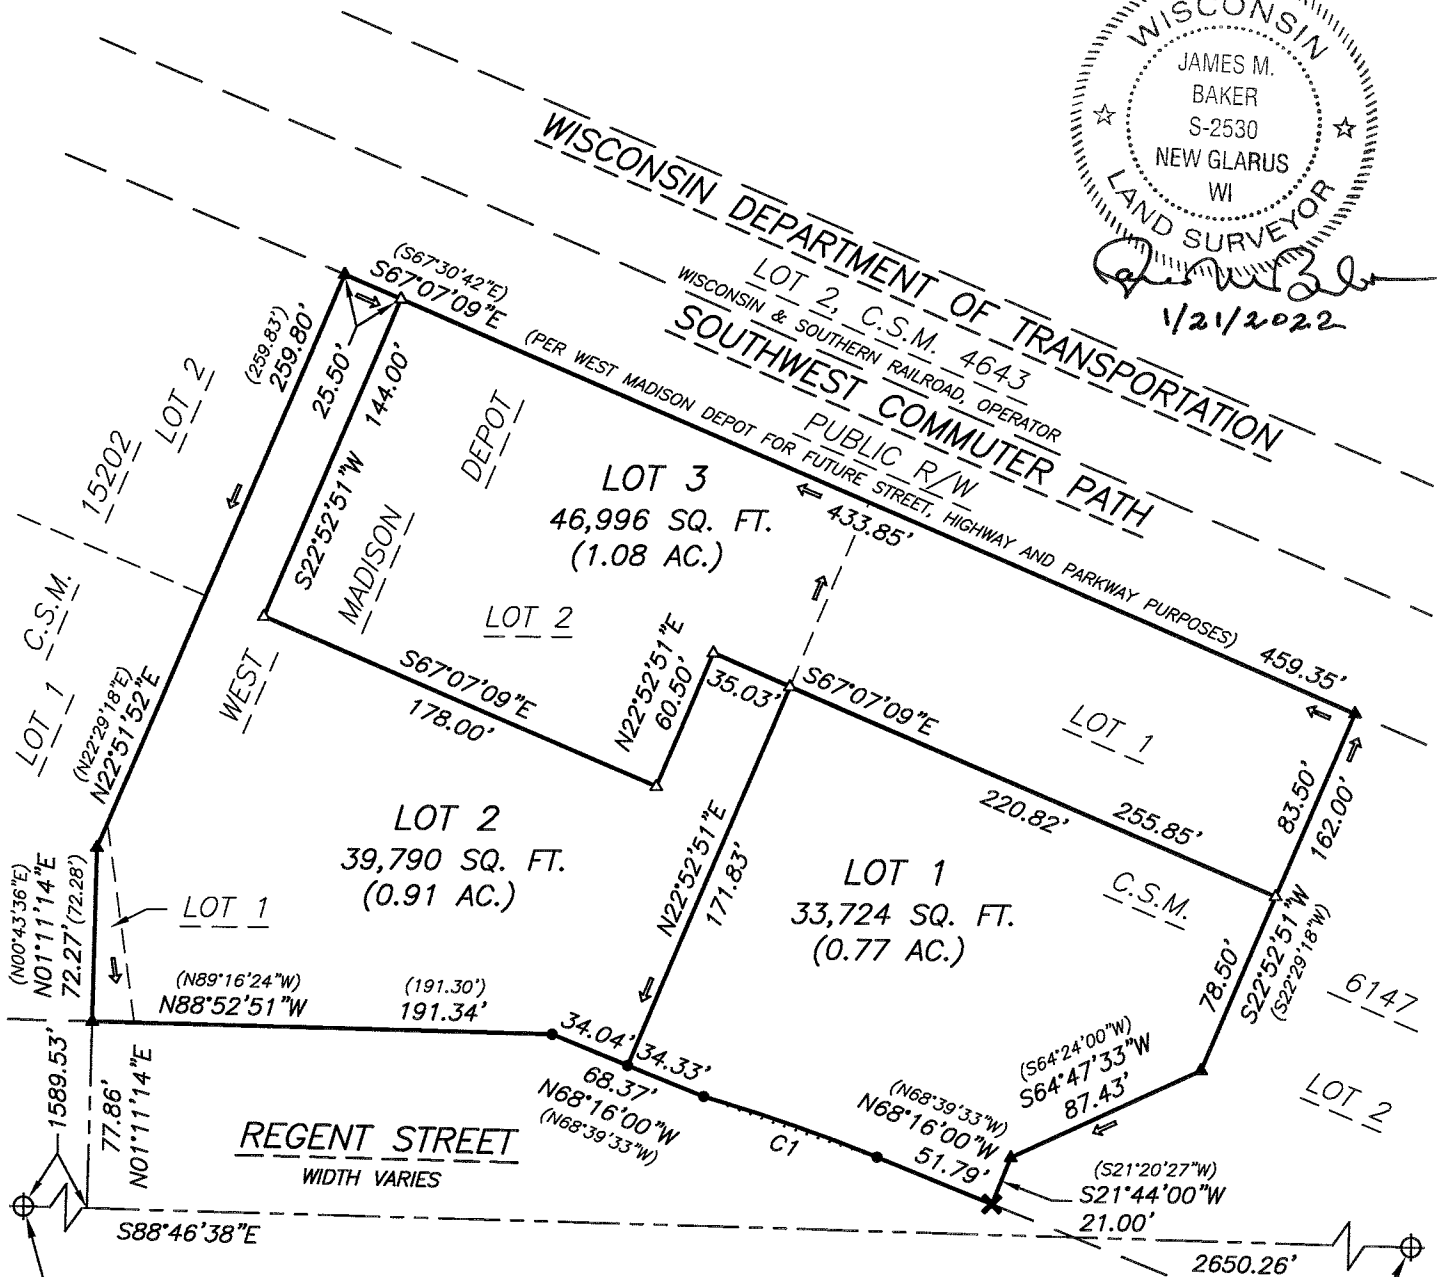 WISCONSIN
JAMES M.
BAKER
S-2530
NEW GLARUS
WI
LAND SURVEYOR
1/21/2022
WISCONSIN DEPARTMENT OF TRANSPORTATION
LOT 2, C.S.M. 4643
WISCONSIN & SOUTHERN RAILROAD, OPERATOR
SOUTHWEST COMMUTER PATH
PUBLIC R/W
(PER WEST MADISON DEPOT FOR FUTURE STREET, HIGHWAY AND PARKWAY PURPOSES)
(S67°30'42"E)
S67°07'09"E
433.85'
459.35'
(259.83')
259.80'
25.50'
144.00'
S22°52'51"W
LOT 2
15202
C.S.M.
LOT 1
WEST
MADISON
DEPOT
LOT 3
46,996 SQ. FT.
(1.08 AC.)
LOT 2
S67°07'09"E
178.00'
N22°52'51"E
60.50'
35.03'
S67°07'09"E
220.82'
255.85'
LOT 1
83.50'
162.00'
(N22°29'18"E)
N22°51'52"E
LOT 2
39,790 SQ. FT.
(0.91 AC.)
N22°52'51"E
171.83'
LOT 1
33,724 SQ. FT.
(0.77 AC.)
C.S.M.
6147
LOT 2
78.50'
S22°52'51"W
(S22°29'18"W)
(N00°43'36"E)
N01°11'14"E
72.27'
(72.28')
LOT 1
(N89°16'24"W)
N88°52'51"W
(191.30')
191.34'
34.04'
34.33'
68.37'
N68°16'00"W
(N68°39'33"W)
C1
(N68°39'33"W)
N68°16'00"W
51.79'
(S64°24'00"W)
S64°47'33"W
87.43'
(S21°20'27"W)
S21°44'00"W
21.00'
1589.53'
77.86'
N01°11'14"E
REGENT STREET
WIDTH VARIES
S88°46'38"E
2650.26'